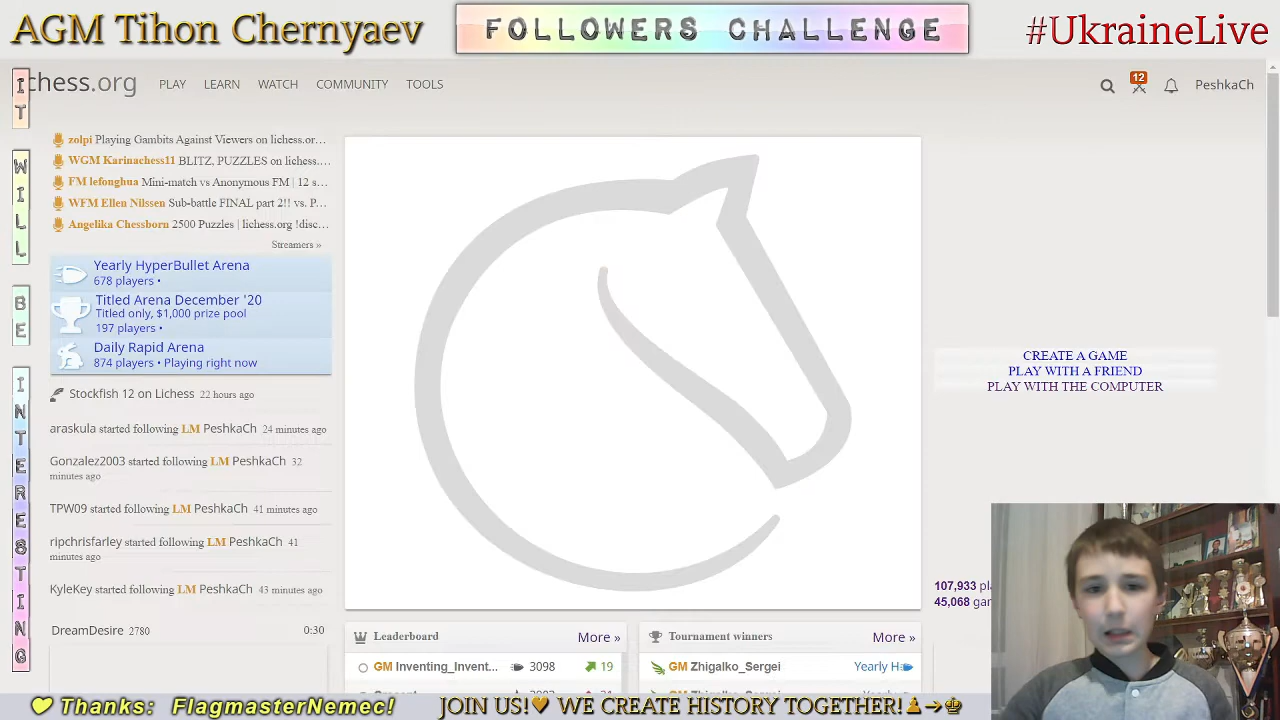 AGM Tihon Chernyaev
FOLLOWERS CHALLENGE
#UkraineLive
IT
WILL
BE
INTERESTING
chess.org
PLAY
LEARN
WATCH
COMMUNITY
TOOLS
12
PeshkaCh
zolpi Playing Gambits Against Viewers on lichess.or…
WGM Karinachess11 BLITZ, PUZZLES on lichess.…
FM lefonghua Mini-match vs Anonymous FM | 12 s…
WFM Ellen Nilssen Sub-battle FINAL part 2!! vs. P…
Angelika Chessborn 2500 Puzzles | lichess.org !disc…
Streamers »
Yearly HyperBullet Arena
678 players •
Titled Arena December '20
Titled only, $1,000 prize pool
197 players •
Daily Rapid Arena
874 players • Playing right now
Stockfish 12 on Lichess 22 hours ago
araskula started following LM PeshkaCh 24 minutes ago
Gonzalez2003 started following LM PeshkaCh 32
minutes ago
TPW09 started following LM PeshkaCh 41 minutes ago
ripchrisfarley started following LM PeshkaCh 41
minutes ago
KyleKey started following LM PeshkaCh 43 minutes ago
DreamDesire 2780 0:30
CREATE A GAME
PLAY WITH A FRIEND
PLAY WITH THE COMPUTER
107,933 pl
45,068 gam
Leaderboard More »
GM Inventing_Invent... 3098 19
Tournament winners More »
GM Zhigalko_Sergei Yearly H
Thanks: FlagmasterNemec!
JOIN US! WE CREATE HISTORY TOGETHER!